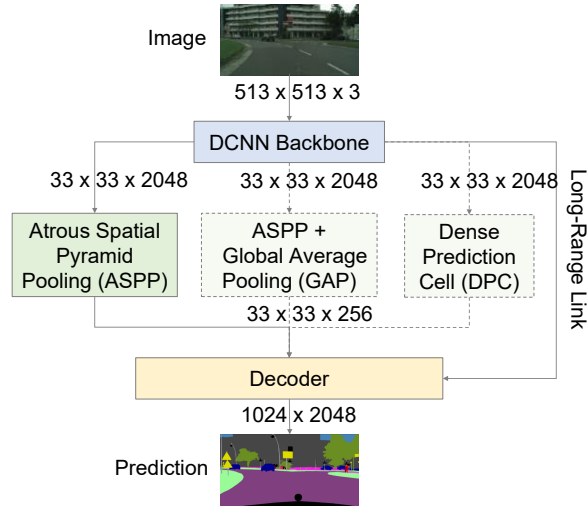 Image
513 x 513 x 3
DCNN Backbone
33 x 33 x 2048
33 x 33 x 2048
33 x 33 x 2048
Long-Range Link
Atrous Spatial
Pyramid
Pooling (ASPP)
ASPP +
Global Average
Pooling (GAP)
Dense
Prediction
Cell (DPC)
33 x 33 x 256
Decoder
1024 x 2048
Prediction